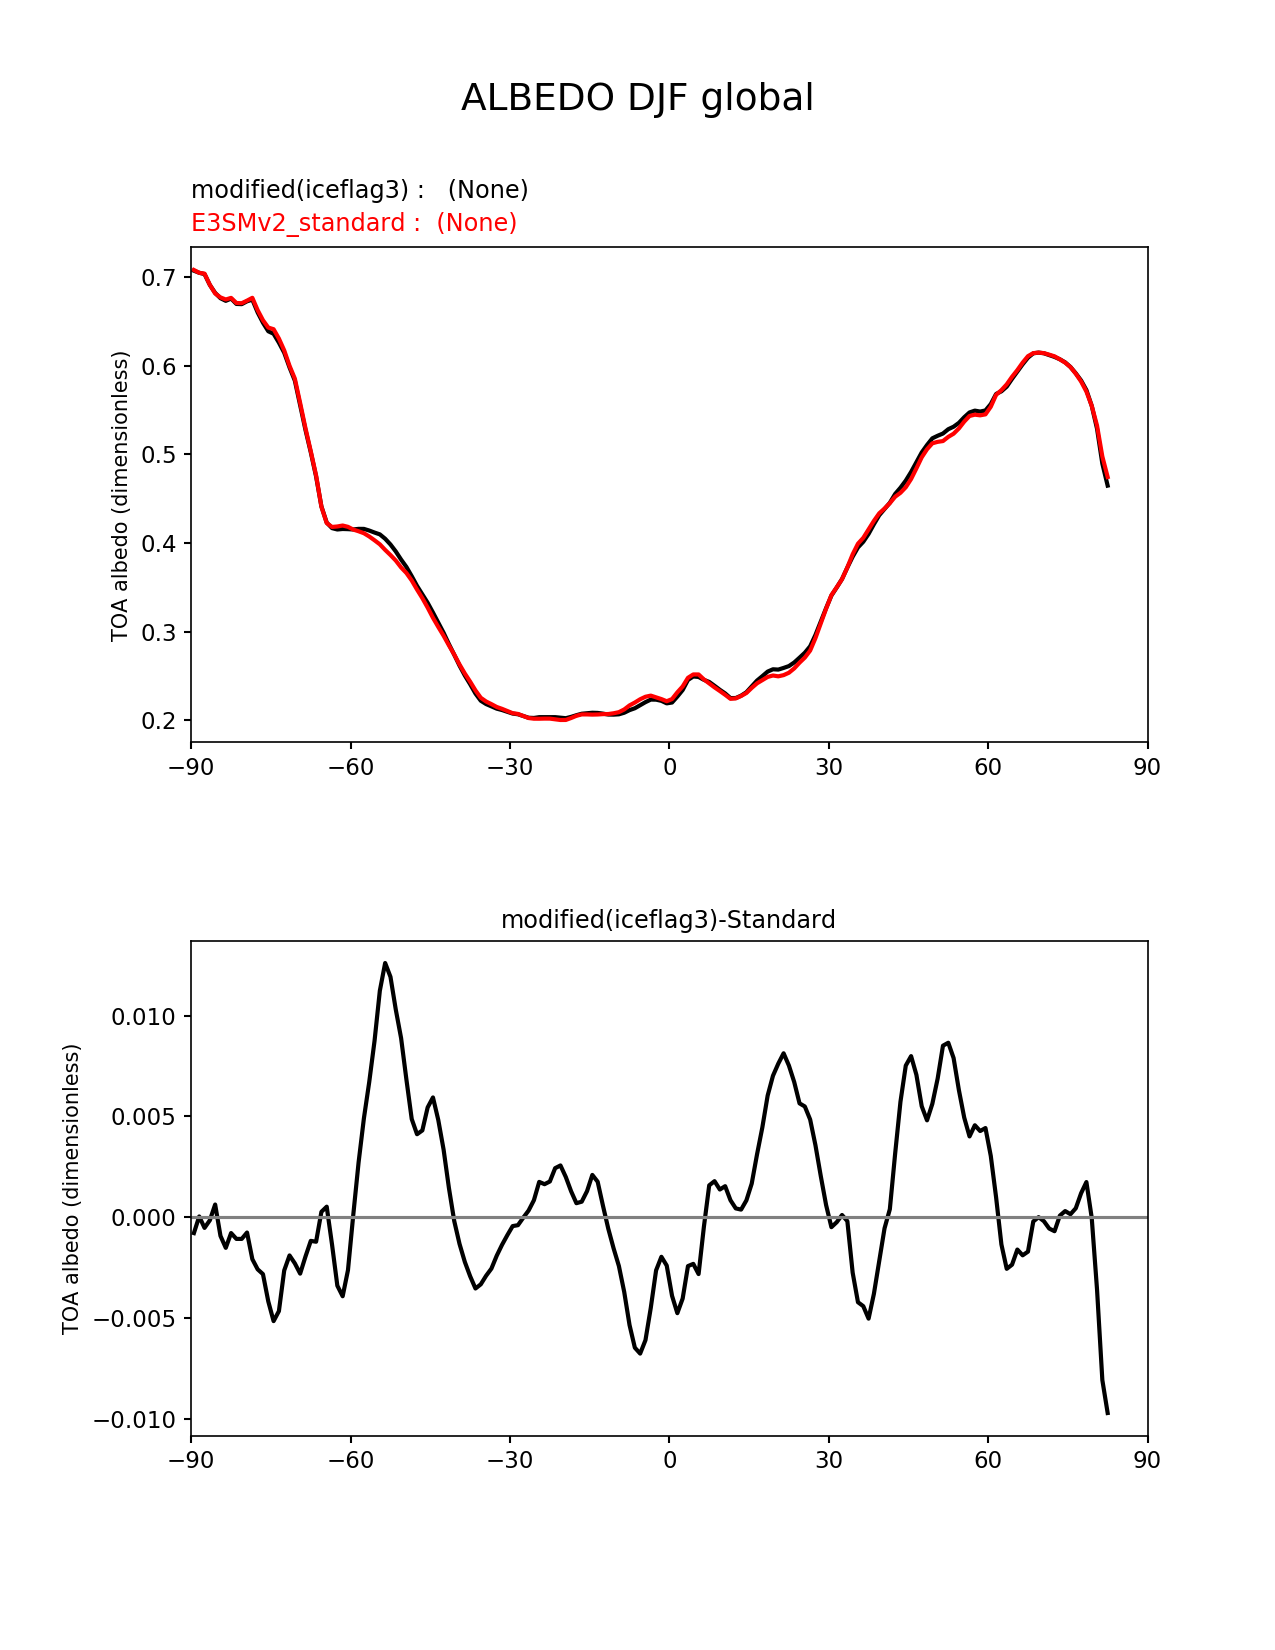 ALBEDO DJF global
modified(iceflag3) :   (None)
E3SMv2_standard :  (None)
TOA albedo (dimensionless)
0.7
0.6
0.5
0.4
0.3
0.2
−90 −60 −30 0 30 60 90
modified(iceflag3)-Standard
TOA albedo (dimensionless)
0.010
0.005
0.000
−0.005
−0.010
−90 −60 −30 0 30 60 90